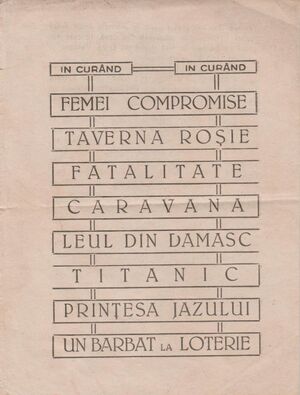 IN CURÂND IN CURÂND
FEMEI COMPROMISE
TAVERNA ROȘIE
FATALITATE
CARAVANA
LEUL DIN DAMASC
TITANIC
PRINȚESA JAZULUI
UN BARBAT LA LOTERIE